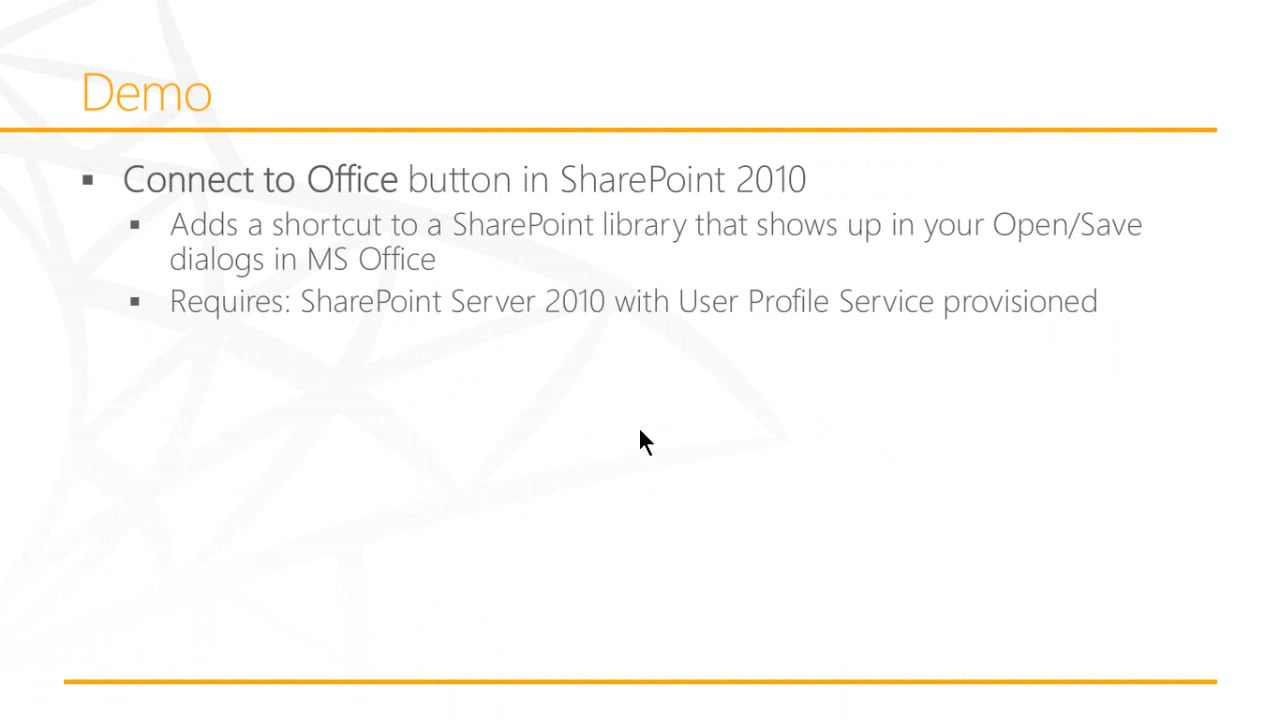 Demo
▪ Connect to Office button in SharePoint 2010
▪ Adds a shortcut to a SharePoint library that shows up in your Open/Save
dialogs in MS Office
▪ Requires: SharePoint Server 2010 with User Profile Service provisioned